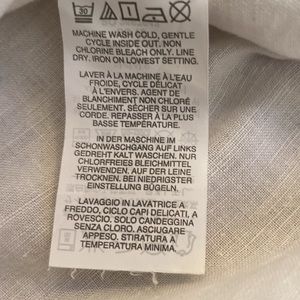 30
MACHINE WASH COLD, GENTLE
CYCLE INSIDE OUT. NON
CHLORINE BLEACH ONLY. LINE
DRY. IRON ON LOWEST SETTING.
LAVER À LA MACHINE À L'EAU
FROIDE, CYCLE DÉLICAT
À L'ENVERS. AGENT DE
BLANCHIMENT NON CHLORÉ
SEULEMENT. SÉCHER SUR UNE
CORDE. REPASSER À LA PLUS
BASSE TEMPÉRATURE.
IN DER MASCHINE IM
SCHONWASCHGANG AUF LINKS
GEDREHT KALT WASCHEN. NUR
CHLORFREIES BLEICHMITTEL
VERWENDEN. AUF DER LEINE
TROCKNEN. BEI NIEDRIGSTER
EINSTELLUNG BÜGELN.
LAVAGGIO IN LAVATRICE A
FREDDO, CICLO CAPI DELICATI, A
ROVESCIO. SOLO CANDEGGINA
SENZA CLORO. ASCIUGARE
APPESO. STIRATURA A
TEMPERATURA MINIMA.